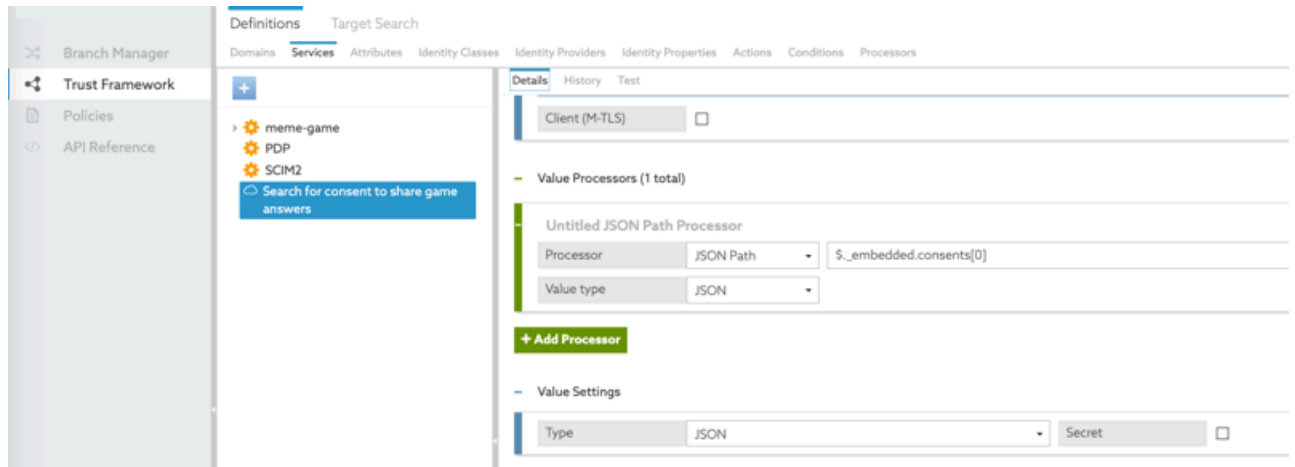 Definitions Target Search
Branch Manager
Trust Framework
Policies
API Reference
Domains Services Attributes Identity Classes Identity Providers Identity Properties Actions Conditions Processors
+
meme-game
PDP
SCIM2
Search for consent to share game
answers
Details History Test
Client (M-TLS)
– Value Processors (1 total)
Untitled JSON Path Processor
Processor JSON Path $._embedded.consents[0]
Value type JSON
+ Add Processor
– Value Settings
Type JSON Secret